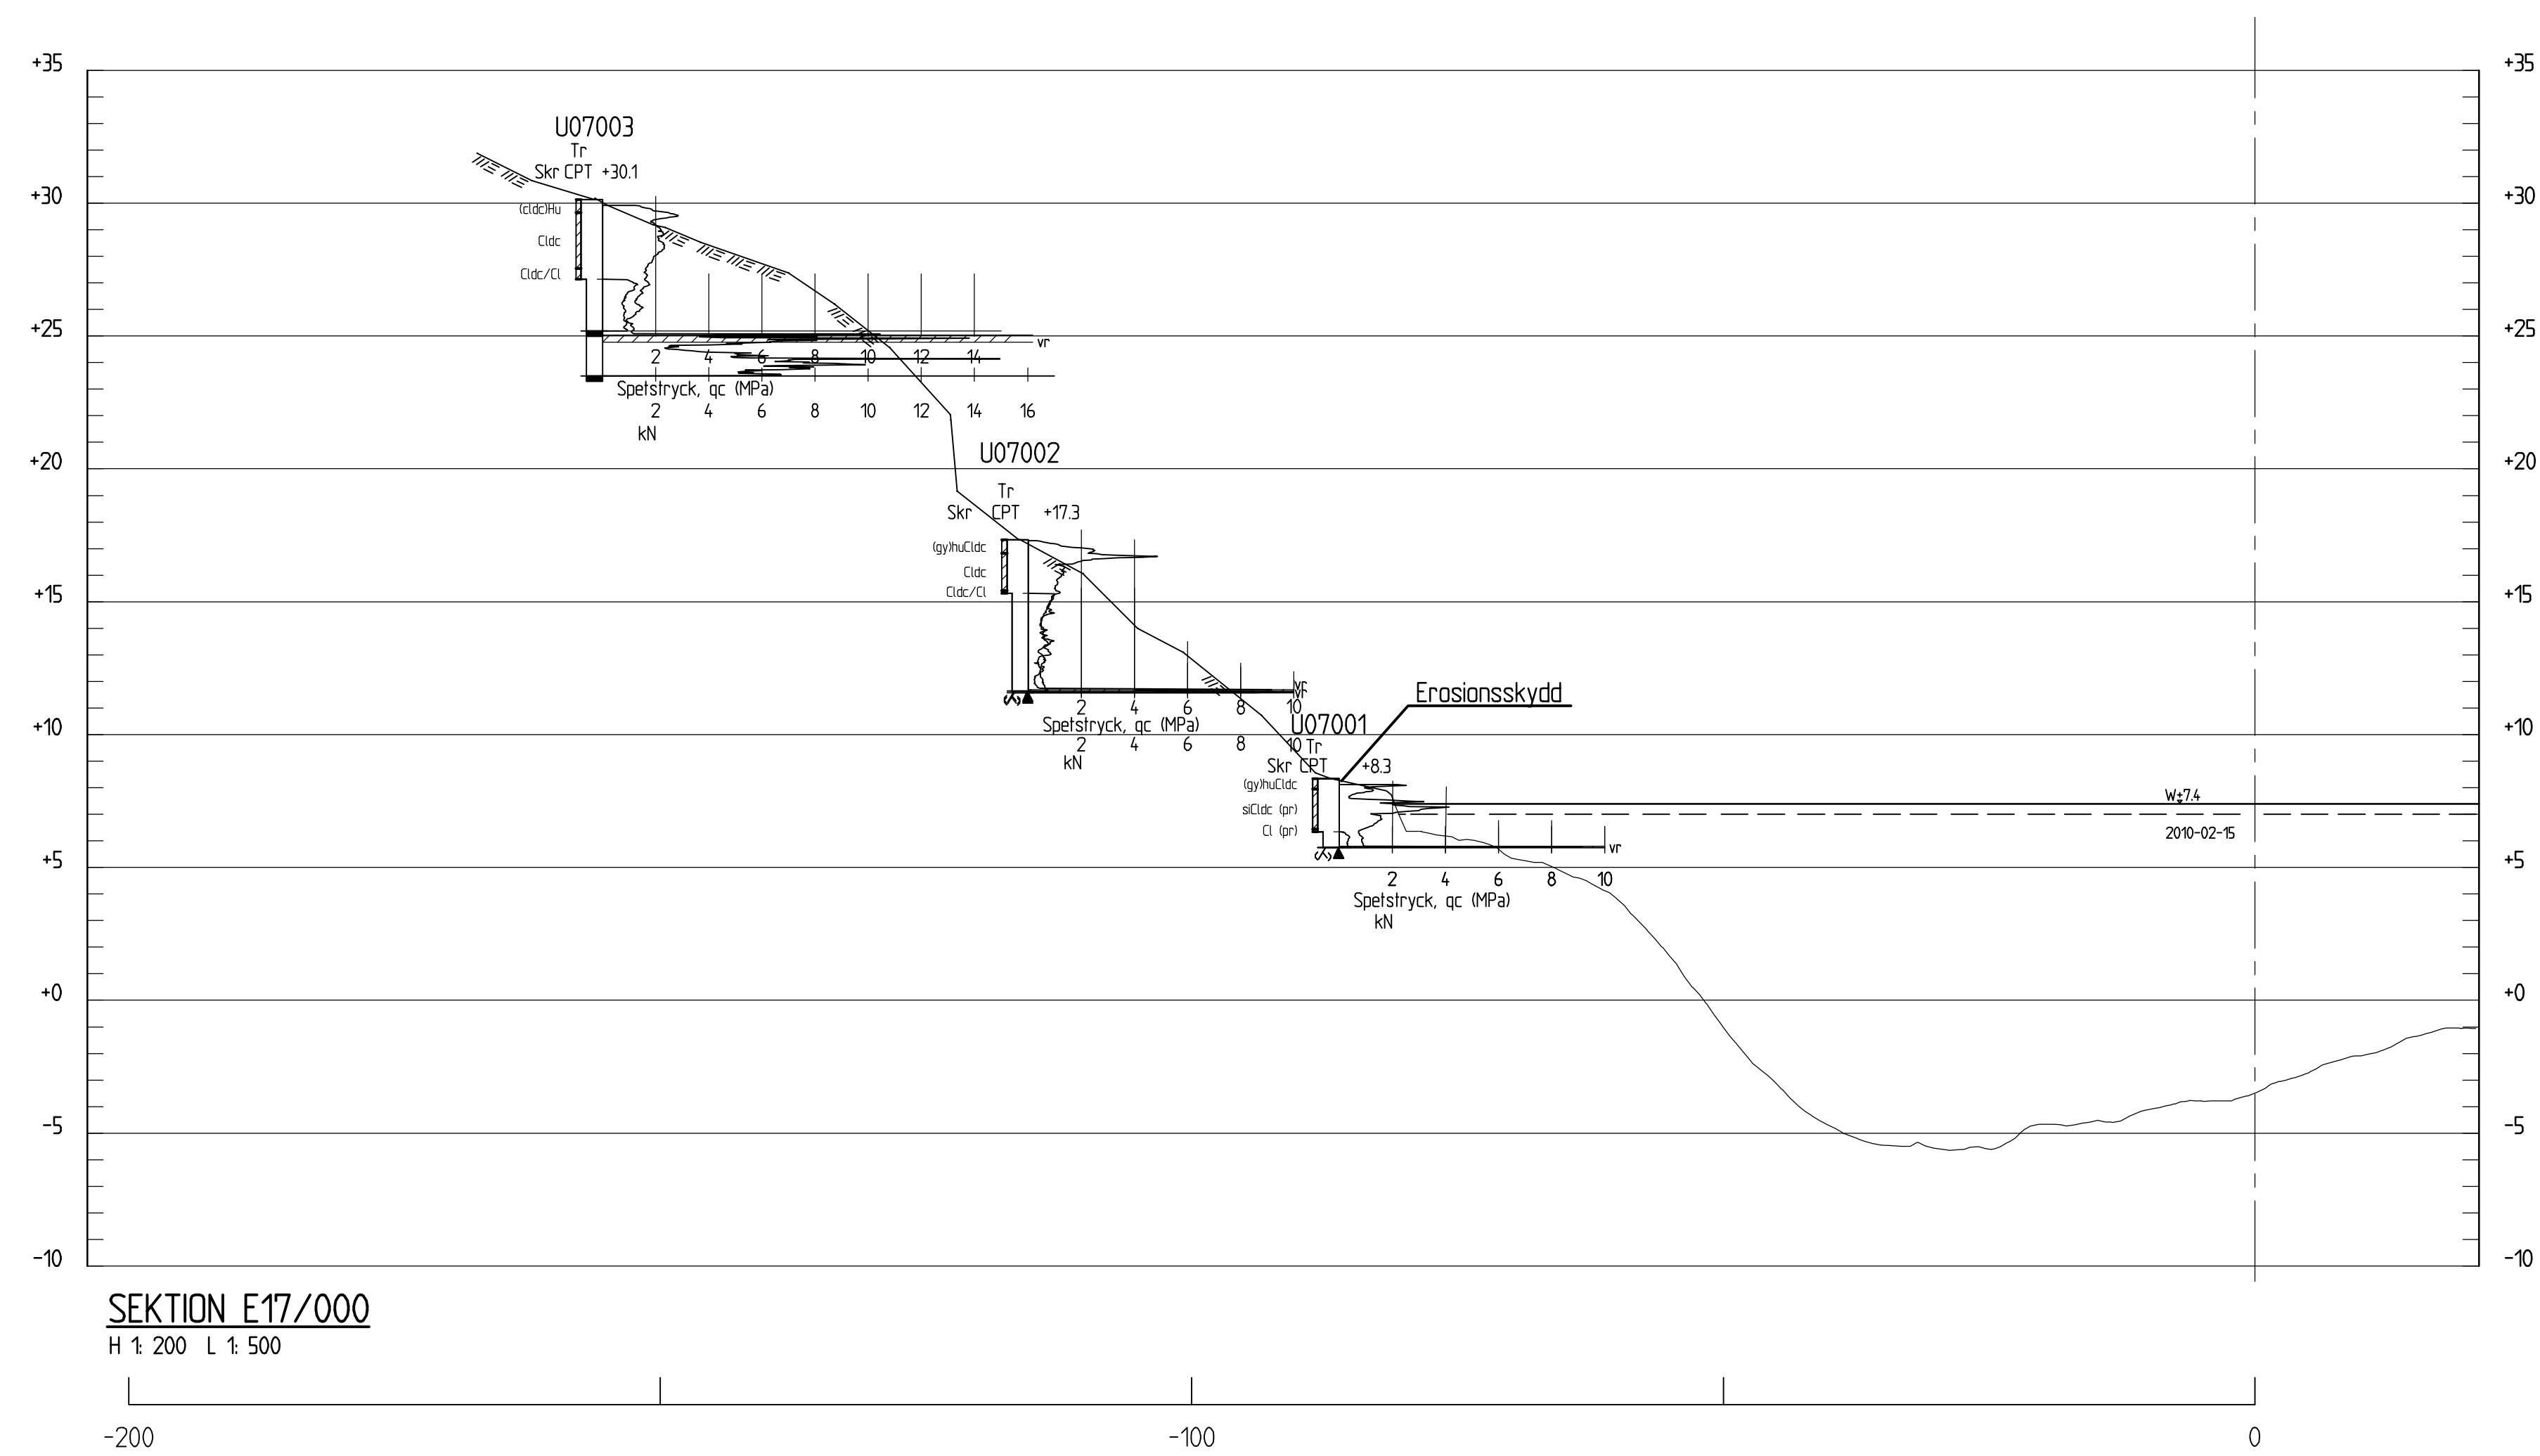 +35 +35
U07003
Tr
Skr CPT +30.1
+30 +30
(cldc)Hu
Cldc
Cldc/Cl
+25 +25
vr
2 4 6 8 10 12 14
Spetstryck, qc (MPa)
2 4 6 8 10 12 14 16
kN
U07002
+20 +20
Tr
Skr CPT +17.3
(gy)huCldc
Cldc
Cldc/Cl
+15 +15
vr
vr
Erosionsskydd
2 4 6 8 10
Spetstryck, qc (MPa)
U07001
+10 +10
2 4 6 8 10
Tr
kN
Skr CPT +8.3
(gy)huCldc
W±7.4
siCldc (pr)
Cl (pr)
2010-02-15
vr
+5 +5
2 4 6 8 10
Spetstryck, qc (MPa)
kN
+0 +0
-5 -5
-10 -10
SEKTION E17/000
H 1: 200 L 1: 500
-200 -100 0